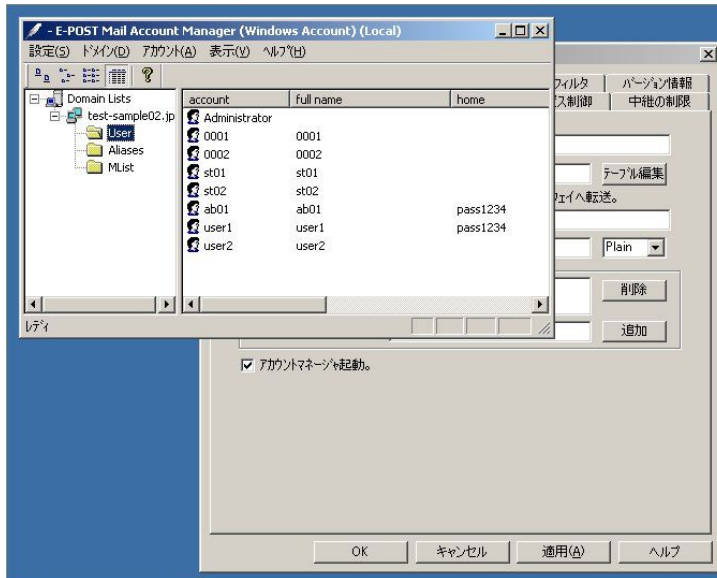 - E-POST Mail Account Manager (Windows Account) (Local)
設定(S) ドメイン(D) アカウント(A) 表示(V) ヘルプ(H)
Domain Lists
test-sample02.jp
User
Aliases
MList
account full name home
Administrator
0001 0001
0002 0002
st01 st01
st02 st02
ab01 ab01 pass1234
user1 user1 pass1234
user2 user2
レディ
フィルタ バージョン情報
ス制御 中継の制限
テーブル編集
ウェイへ転送。
Plain
削除
追加
アカウントマネージャ起動。
OK キャンセル 適用(A) ヘルプ